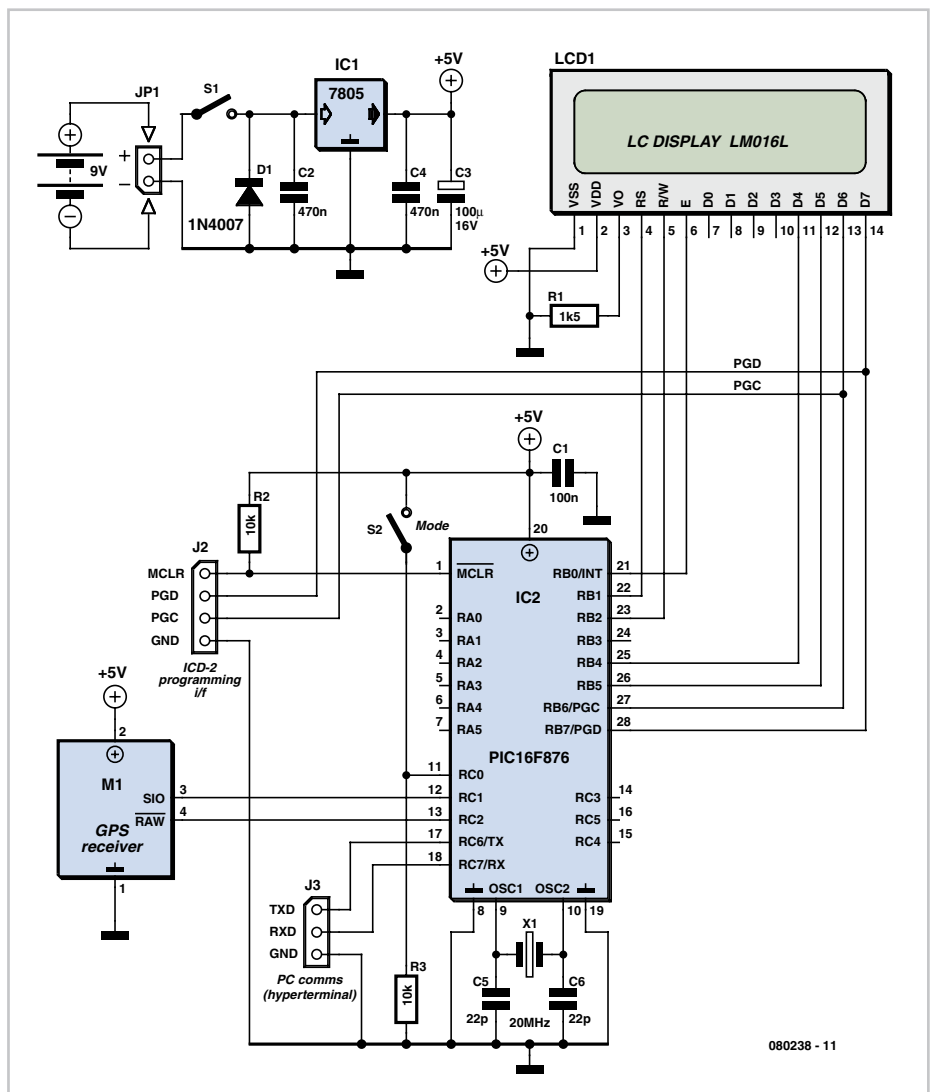 JP1
S1
IC1
7805
+5V
+
–
9V
D1
1N4007
C2
470n
C4
470n
C3
100µ
16V
LCD1
LC DISPLAY LM016L
VSS
VDD
VO
RS
R/W
E
D0
D1
D2
D3
D4
D5
D6
D7
1
2
3
4
5
6
7
8
9
10
11
12
13
14
+5V
R1
1k5
PGD
PGC
+5V
C1
100n
R2
10k
S2
Mode
J2
MCLR
PGD
PGC
GND
ICD-2
programming
i/f
20
IC2
PIC16F876
1 MCLR
2 RA0
3 RA1
4 RA2
5 RA3
6 RA4
7 RA5
11 RC0
12 RC1
13 RC2
17 RC6/TX
18 RC7/RX
RB0/INT 21
RB1 22
RB2 23
RB3 24
RB4 25
RB5 26
RB6/PGC 27
RB7/PGD 28
RC3 14
RC5 16
RC4 15
OSC1 OSC2
8 9 10 19
+5V
2
M1
SIO 3
RAW 4
GPS
receiver
1
J3
TXD
RXD
GND
PC comms
(hyperterminal)
R3
10k
X1
C5
22p
20MHz
C6
22p
080238 - 11